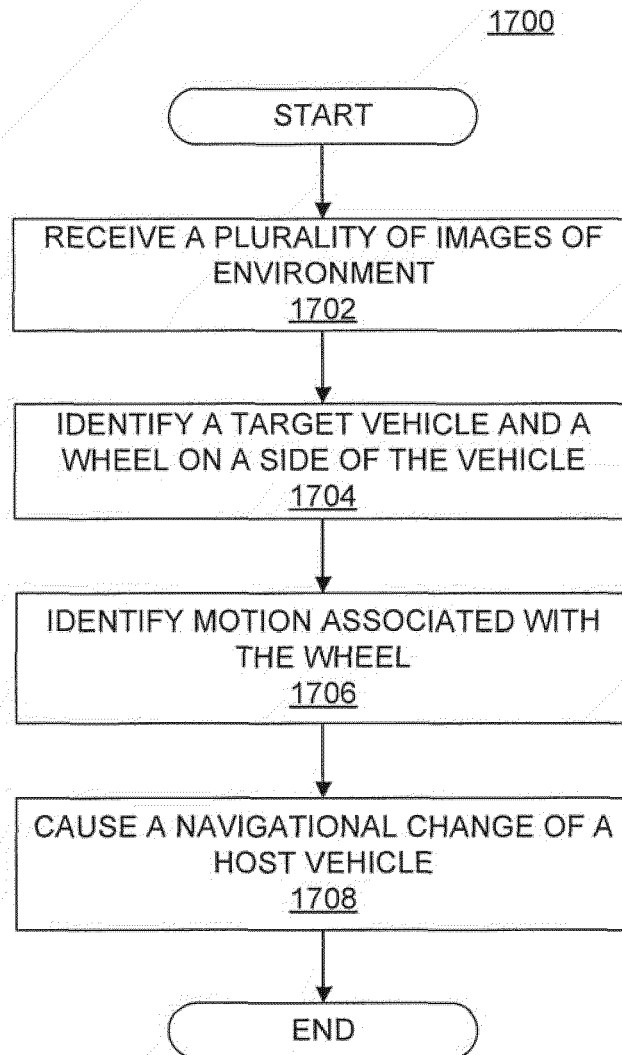 1700
START
RECEIVE A PLURALITY OF IMAGES OF
ENVIRONMENT
1702
IDENTIFY A TARGET VEHICLE AND A
WHEEL ON A SIDE OF THE VEHICLE
1704
IDENTIFY MOTION ASSOCIATED WITH
THE WHEEL
1706
CAUSE A NAVIGATIONAL CHANGE OF A
HOST VEHICLE
1708
END